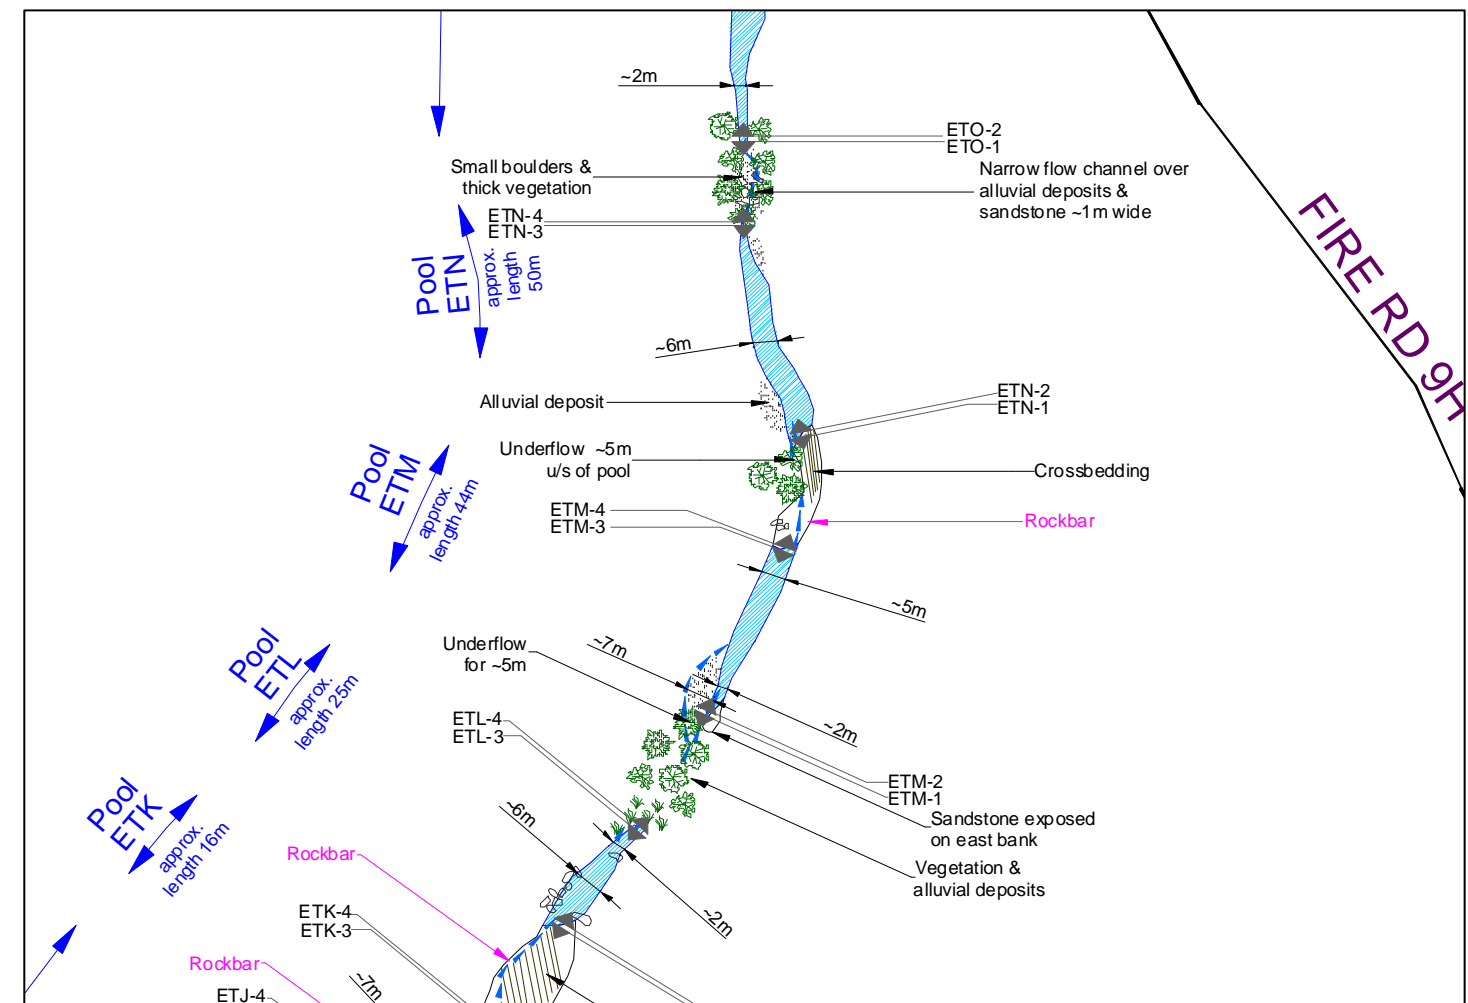 ~2m
ETO-2
ETO-1
Small boulders &
thick vegetation
Narrow flow channel over
alluvial deposits &
sandstone ~1m wide
ETN-4
ETN-3
Pool
ETN
approx.
length
50m
FIRE RD 9H
~6m
Alluvial deposit
ETN-2
ETN-1
Underflow ~5m
u/s of pool
Crossbedding
Pool
ETM
approx.
length 44m
ETM-4
ETM-3
Rockbar
~5m
Underflow
for ~5m
~7m
Pool
ETL
approx.
length 25m
ETL-4
ETL-3
~2m
ETM-2
ETM-1
Sandstone exposed
on east bank
Vegetation &
alluvial deposits
Pool
ETK
approx.
length 16m
~6m
Rockbar
~2m
ETK-4
ETK-3
Rockbar
~7m
ETJ-4